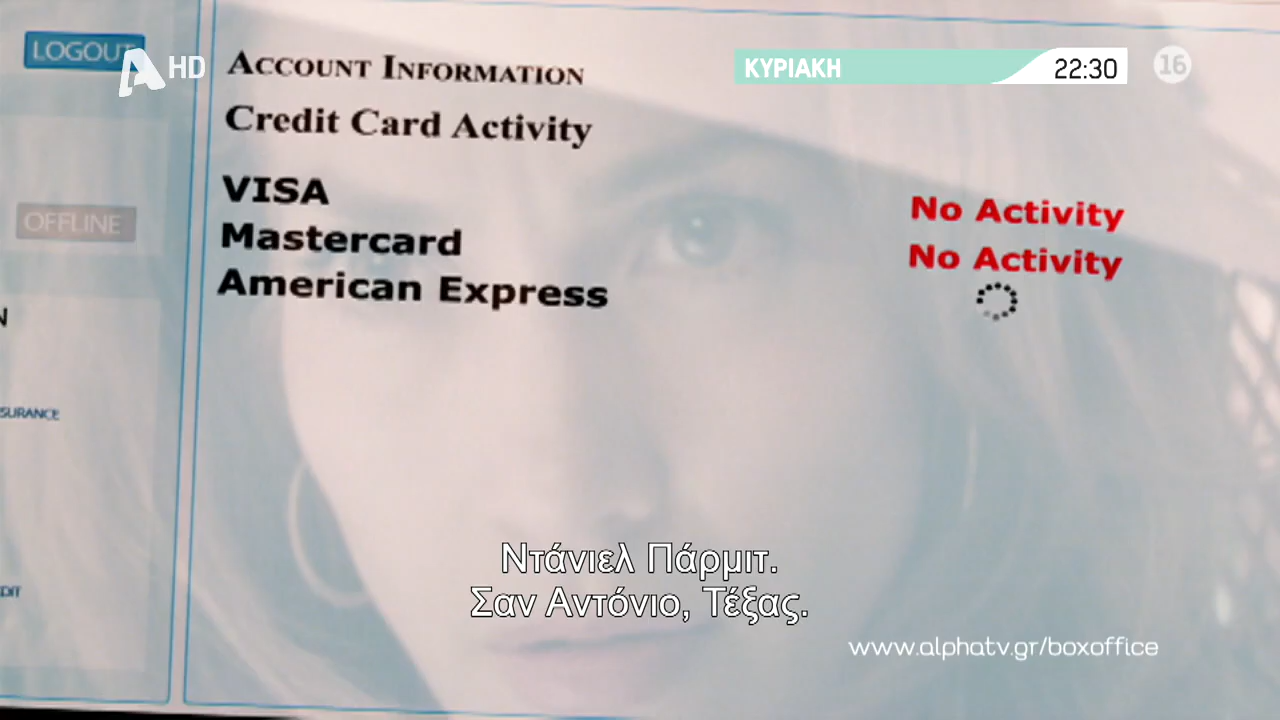 LOGOUT
HD
ΚΥΡΙΑΚΗ
22:30
16
ACCOUNT INFORMATION
Credit Card Activity
VISA
No Activity
OFFLINE
Mastercard
No Activity
American Express
Ντάνιελ Πάρμιτ.
Σαν Αντόνιο, Τέξας.
www.alphatv.gr/boxoffice